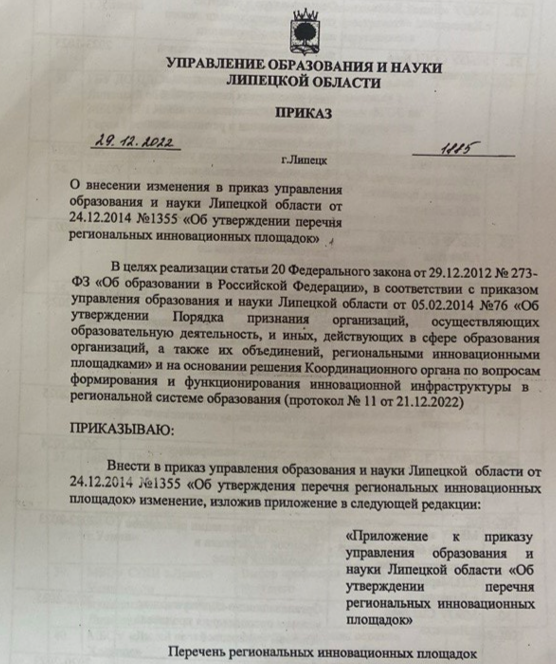 УПРАВЛЕНИЕ ОБРАЗОВАНИЯ И НАУКИ
ЛИПЕЦКОЙ ОБЛАСТИ
ПРИКАЗ
29.12.2022
1885
г.Липецк
О внесении изменения в приказ управления
образования и науки Липецкой области от
24.12.2014 №1355 «Об утверждении перечня
региональных инновационных площадок»
В целях реализации статьи 20 Федерального закона от 29.12.2012 № 273-
ФЗ «Об образовании в Российской Федерации», в соответствии с приказом
управления образования и науки Липецкой области от 05.02.2014 №76 «Об
утверждении Порядка признания организаций, осуществляющих
образовательную деятельность, и иных, действующих в сфере образования
организаций, а также их объединений, региональными инновационными
площадками» и на основании решения Координационного органа по вопросам
формирования и функционирования инновационной инфраструктуры в
региональной системе образования (протокол № 11 от 21.12.2022)
ПРИКАЗЫВАЮ:
Внести в приказ управления образования и науки Липецкой области от
24.12.2014 №1355 «Об утверждения перечня региональных инновационных
площадок» изменение, изложив приложение в следующей редакции:
«Приложение к приказу
управления образования и
науки Липецкой области «Об
утверждении перечня
региональных инновационных
площадок»
Перечень региональных инновационных площадок